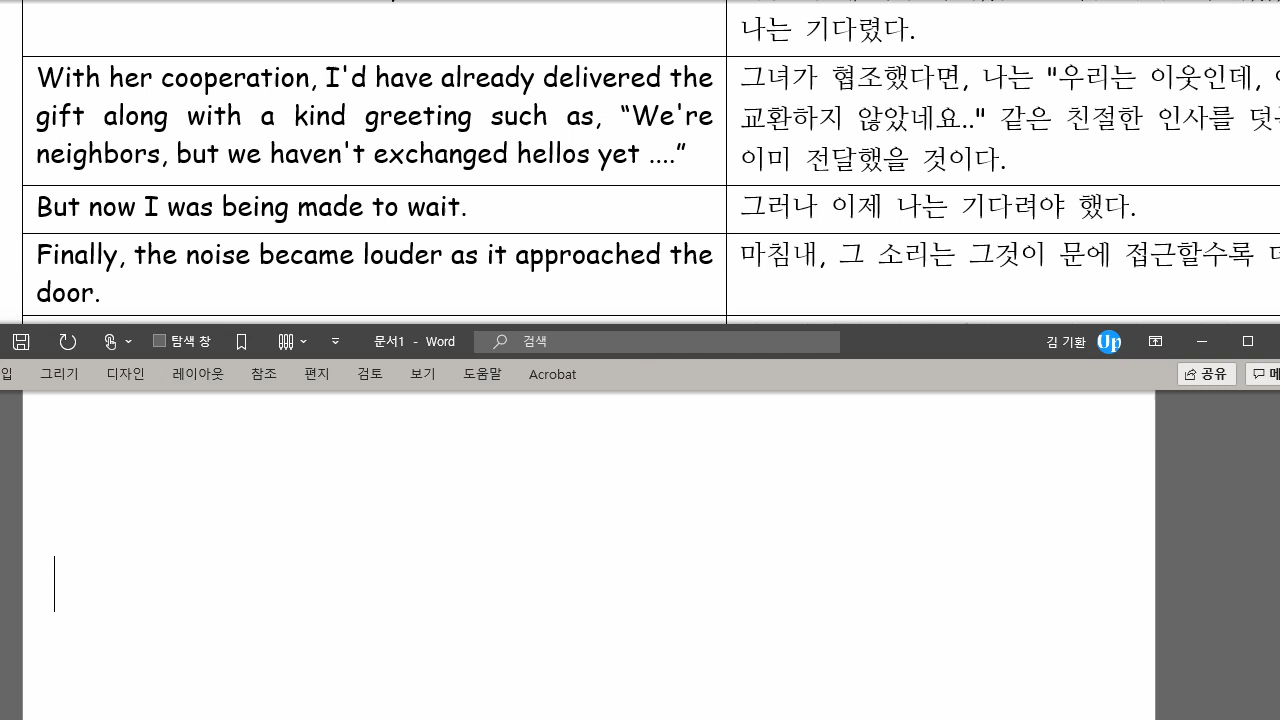 나는 기다렸다.
With her cooperation, I'd have already delivered the
gift along with a kind greeting such as, “We're
neighbors, but we haven't exchanged hellos yet ....”
그녀가 협조했다면, 나는 "우리는 이웃인데,
교환하지 않았네요.." 같은 친절한 인사를
이미 전달했을 것이다.
But now I was being made to wait.
그러나 이제 나는 기다려야 했다.
Finally, the noise became louder as it approached the
door.
마침내, 그 소리는 그것이 문에 접근할수록
탐색 창
문서1 - Word
검색
김 기환
Up
입 그리기 디자인 레이아웃 참조 편지 검토 보기 도움말 Acrobat
공유